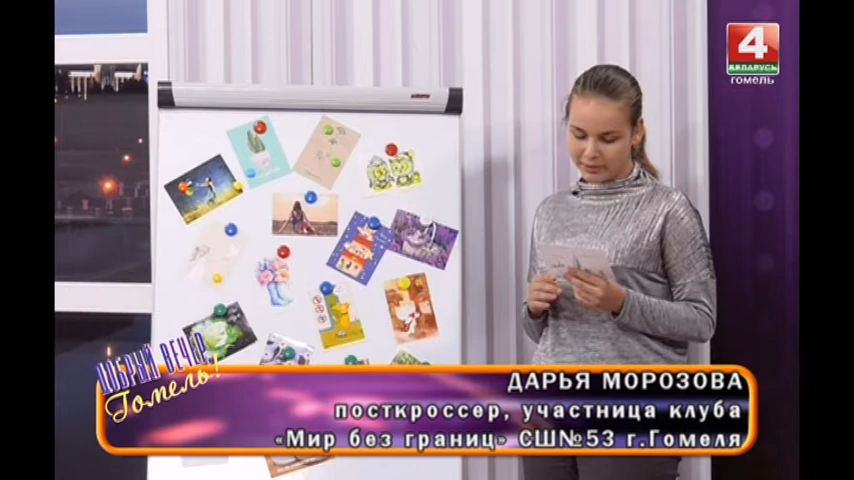 4
БЕЛАРУСЬ
ГОМЕЛЬ
ДОБРЫЙ ВЕЧЕР,
Гомель!
ДАРЬЯ МОРОЗОВА
посткроссер, участница клуба
«Мир без границ» СШ№53 г.Гомеля